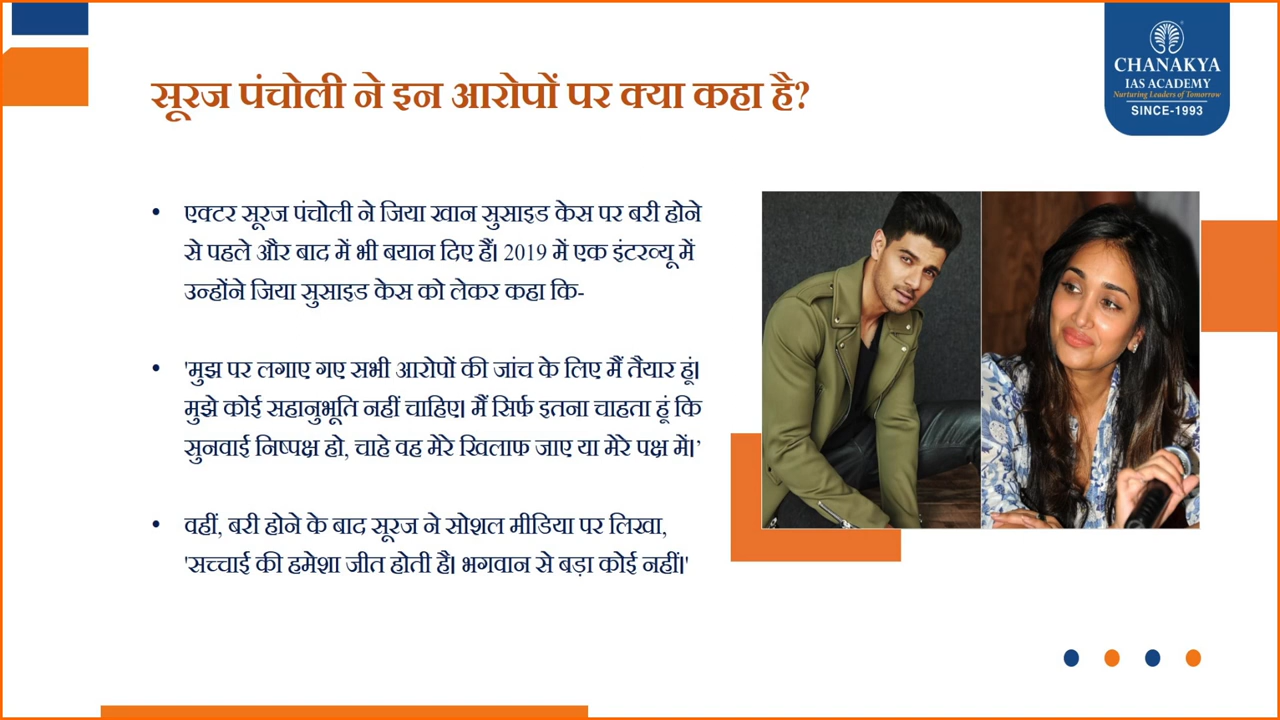 CHANAKYA
IAS ACADEMY
Nurturing Leaders of Tomorrow
SINCE-1993
सूरज पंचोली ने इन आरोपों पर क्या कहा है?
• एक्टर सूरज पंचोली ने जिया खान सुसाइड केस पर बरी होने
से पहले और बाद में भी बयान दिए हैं। 2019 में एक इंटरव्यू में
उन्होंने जिया सुसाइड केस को लेकर कहा कि-
• 'मुझ पर लगाए गए सभी आरोपों की जांच के लिए मैं तैयार हूं।
मुझे कोई सहानुभूति नहीं चाहिए। मैं सिर्फ इतना चाहता हूं कि
सुनवाई निष्पक्ष हो, चाहे वह मेरे खिलाफ जाए या मेरे पक्ष में।’
• वहीं, बरी होने के बाद सूरज ने सोशल मीडिया पर लिखा,
'सच्चाई की हमेशा जीत होती है। भगवान से बड़ा कोई नहीं।'